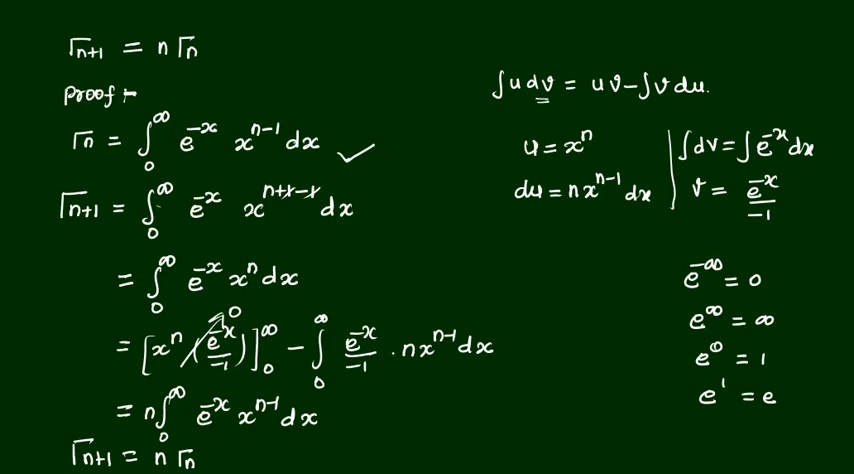 Γn+1 = n Γn
Proof :-
Γn = ∫₀^∞ e^-x x^n-1 dx ✓
Γn+1 = ∫₀^∞ e^-x x^n+1-1 dx
= ∫₀^∞ e^-x x^n dx
= [x^n (e^-x/-1)]₀^∞ - ∫₀^∞ e^-x/-1 . n x^n-1 dx
0
= n∫₀^∞ e^-x x^n-1 dx
Γn+1 = n Γn
∫u dv = uv - ∫v du.
u = x^n
du = n x^n-1 dx
∫dv = ∫e^-x dx
v = e^-x/-1
e^-∞ = 0
e^∞ = ∞
e^0 = 1
e^1 = e